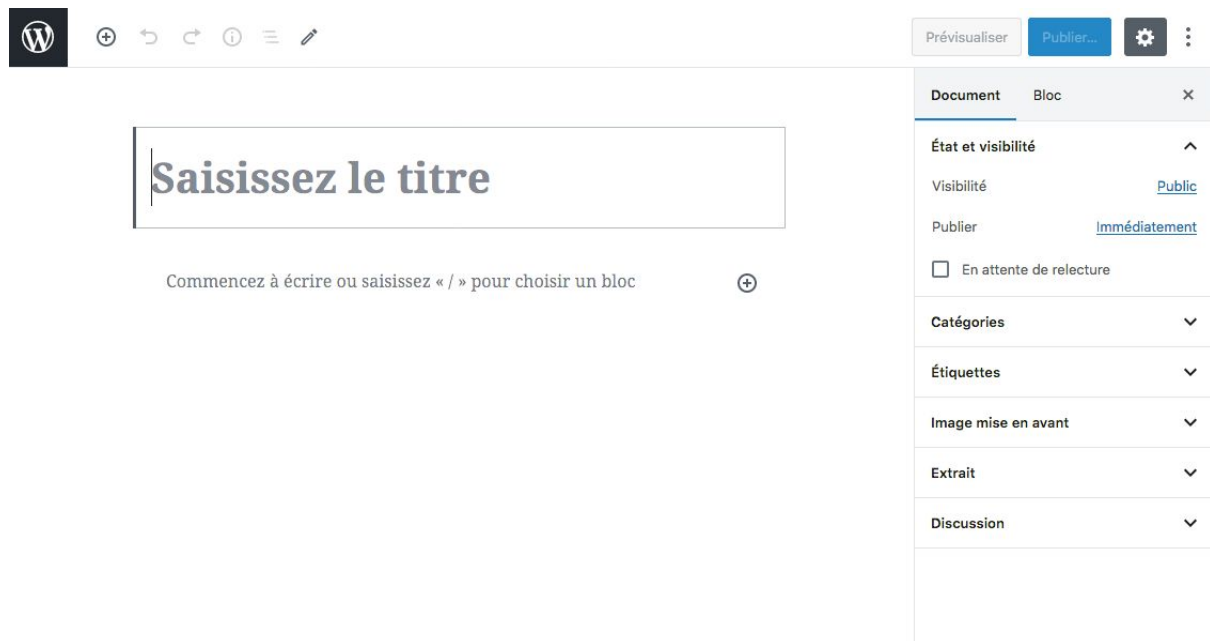 Prévisualiser
Publier...
Document
Bloc
Saisissez le titre
Commencez à écrire ou saisissez « / » pour choisir un bloc
État et visibilité
Visibilité Public
Publier Immédiatement
En attente de relecture
Catégories
Étiquettes
Image mise en avant
Extrait
Discussion